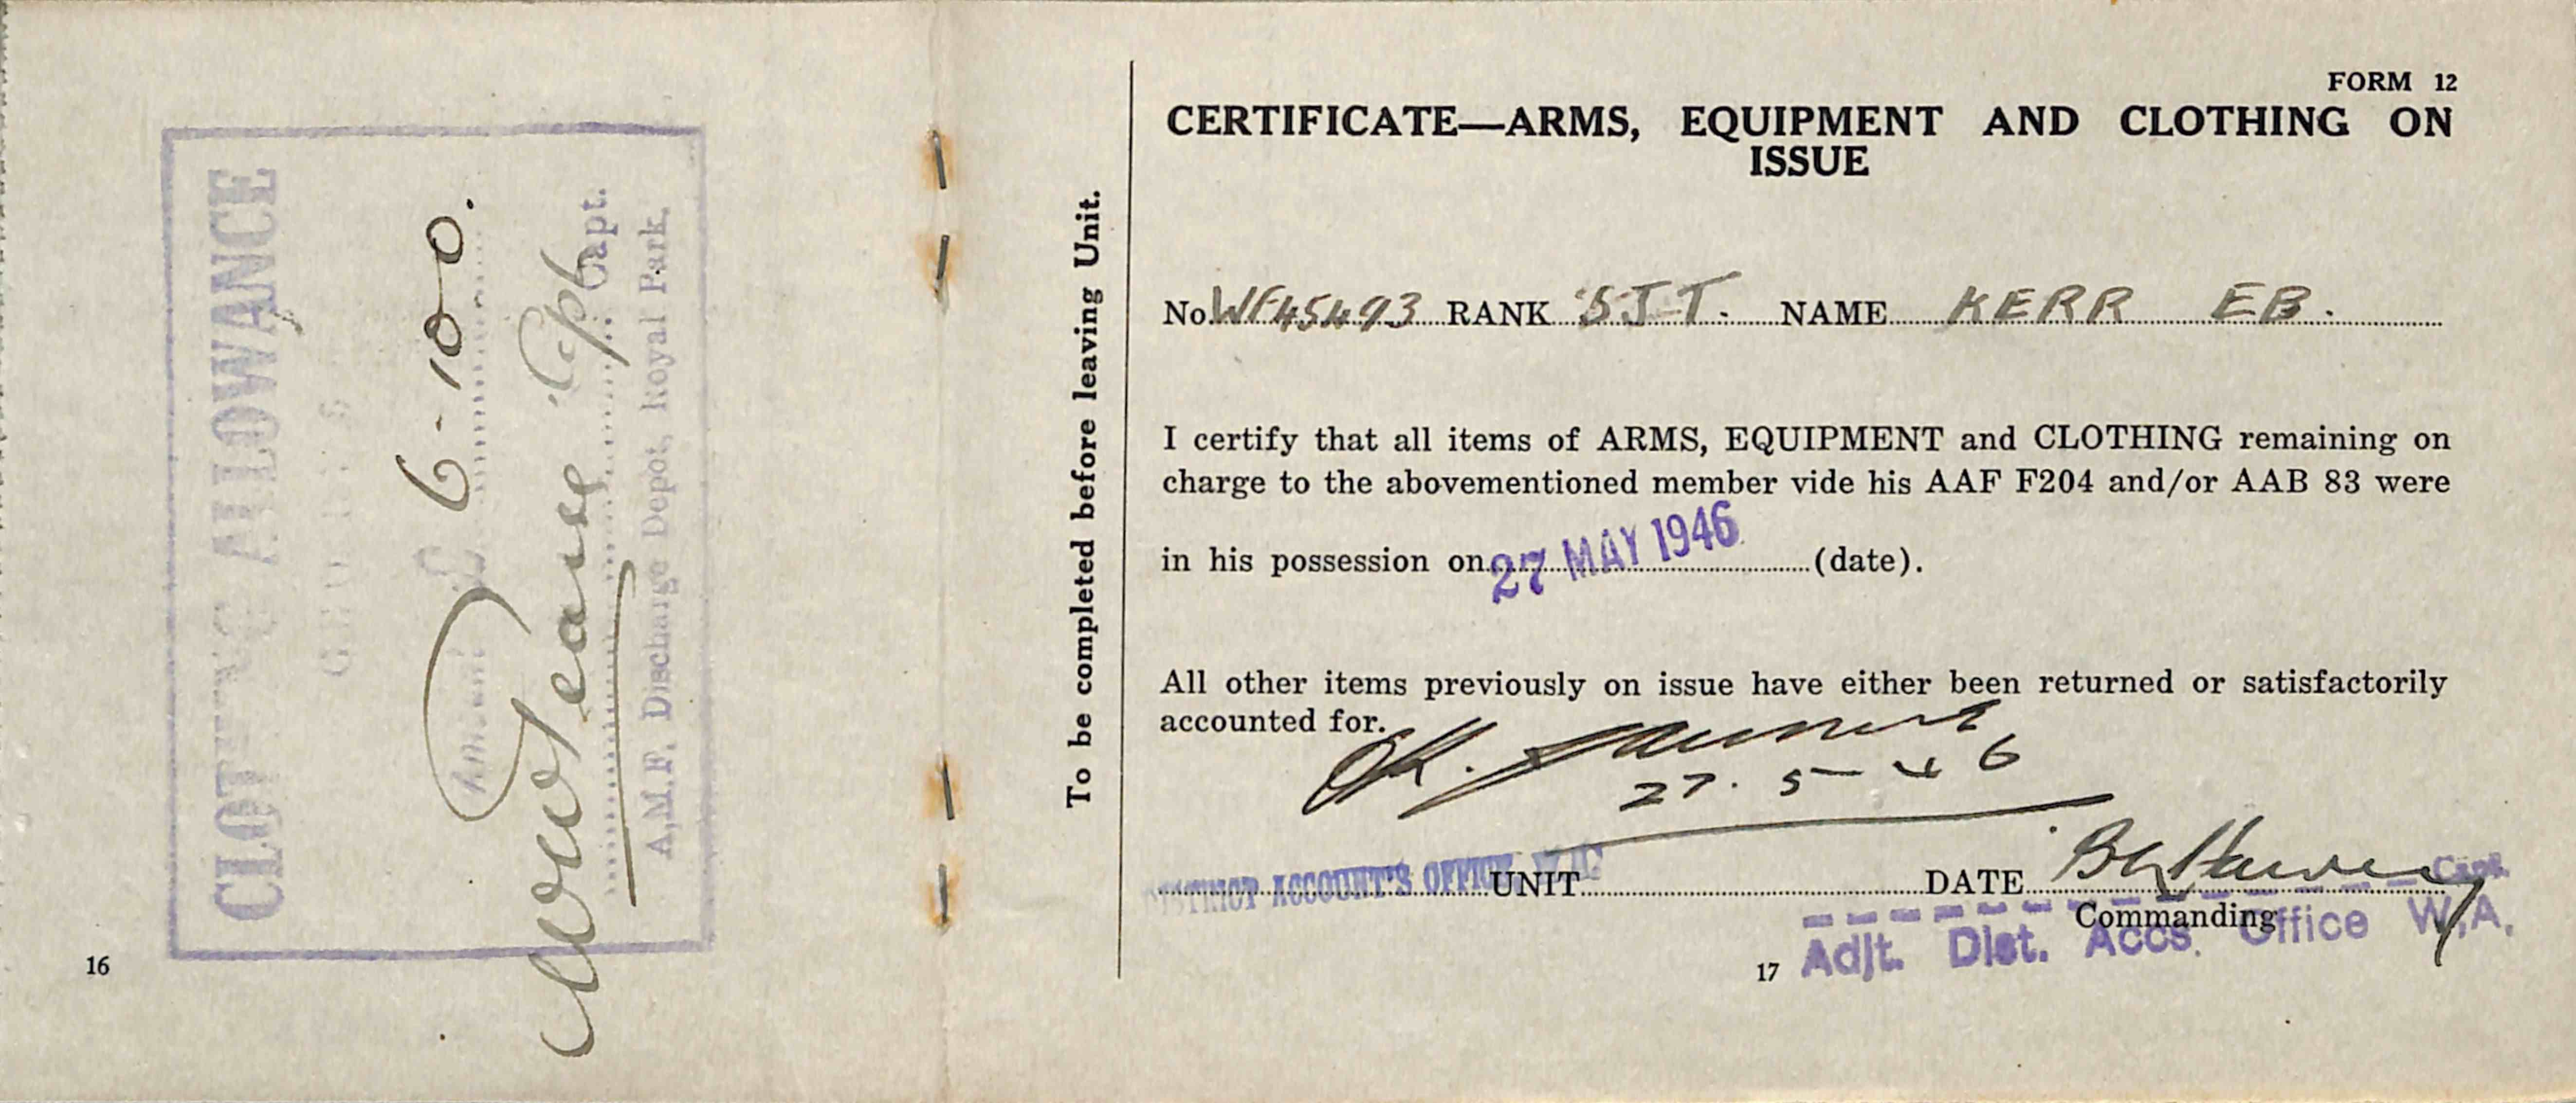 CLOTHING ALLOWANCE
Amount £ 6-10-0.
Capt.
A.M.F. Discharge Depot, Royal Park.
16
To be completed before leaving Unit.
FORM 12
CERTIFICATE—ARMS, EQUIPMENT AND CLOTHING ON
ISSUE
No. WF45493 RANK SJT. NAME KERR EB.
I certify that all items of ARMS, EQUIPMENT and CLOTHING remaining on
charge to the abovementioned member vide his AAF F204 and/or AAB 83 were
in his possession on 27 MAY 1946 (date).
All other items previously on issue have either been returned or satisfactorily
accounted for.
27.5-46
DISTRICT ACCOUNT'S OFFICE, W.A. UNIT DATE Capt.
Commanding
Adjt. Dist. Accs. Office W.A.
17